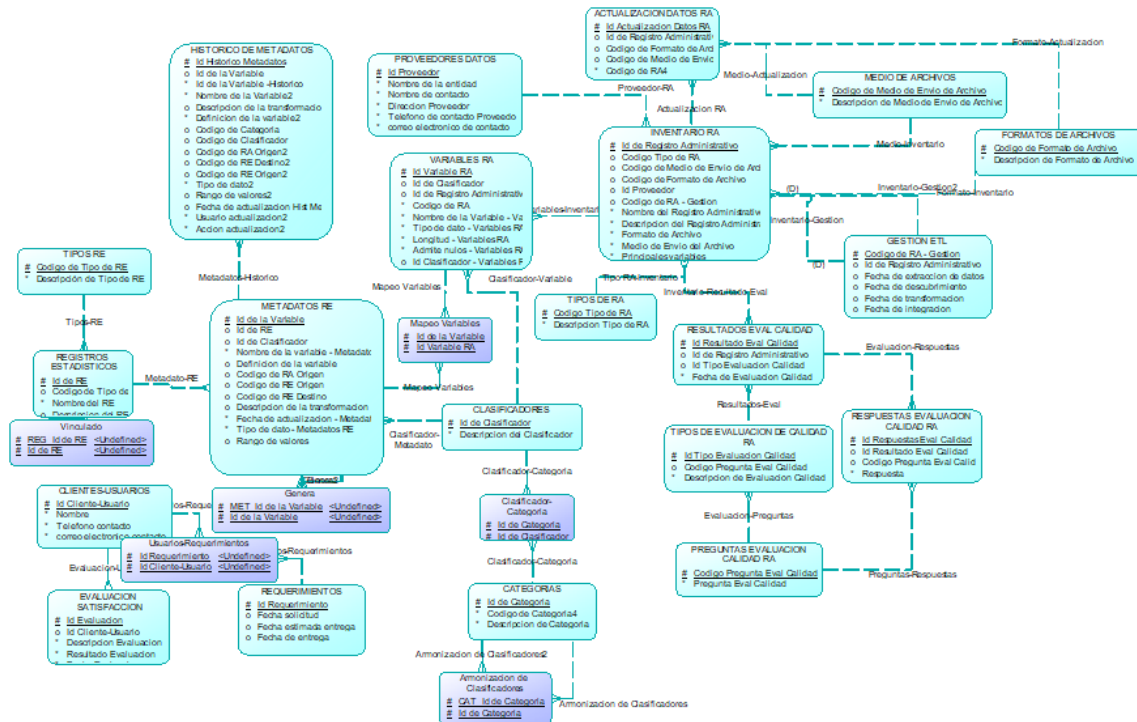 ACTUALIZACION DATOS RA
# Id Actualizacion Datos RA
o Id de Registro Administrativo
o Codigo de Formato de Ard
o Codigo de Medio de Envio
* Codigo de RA4
Formato-Actualizacion
Medio-Actualizacion
HISTORICO DE METADATOS
# Id Historico Metadatos
o Id de la Variable
* Id de la Variable -Historico
* Nombre de la Variable2
o Descripcion de la transformacio
* Definicion de la variable2
o Codigo de Categoria
o Codigo de Clasificador
o Codigo de RA Origen2
o Codigo de RE Destino2
o Codigo de RE Origen2
* Tipo de dato2
o Rango de valores2
o Fecha de actualizacion Hist Me
* Usuario actualizacion2
* Accion actualizacion2
PROVEEDORES DATOS
# Id Proveedor
* Nombre de la entidad
* Nombre de contacto
* Direccion Proveedor
* Telefono de contacto Proveedo
* correo electronico de contacto
Proveedor-RA
Actualizacion RA
MEDIO DE ARCHIVOS
# Codigo de Medio de Envio de Archivo
* Descripcion de Medio de Envio de Archivo
Medio-Inventario
FORMATOS DE ARCHIVOS
# Codigo de Formato de Archivo
* Descripcion de Formato de Archivo
INVENTARIO RA
# Id de Registro Administrativo
o Codigo Tipo de RA
o Codigo de Medio de Envio de Ard
o Codigo de Formato de Archivo
o Id Proveedor
o Codigo de RA - Gestion
* Nombre del Registro Administrativ
* Descripcion del Registro Administrativ
* Formato de Archivo
* Medio de Envio del Archivo
* Principales variables
VARIABLES RA
# Id Variable RA
o Id de Clasificador
o Id de Registro Administrativ
* Codigo de RA
* Nombre de la Variable - Va
* Tipo de dato - Variables RA
* Longitud - VariablesRA
* Admite nulos - Variables RA
o Id Clasificador - Variables F
Variables-Inventari
(D)
Inventario-Gestion2
Formato-Inventario
Inventario-Gestion
(D)
GESTION ETL
# Codigo de RA - Gestion
o Id de Registro Administrativo
o Fecha de extraccion de datos
o Fecha de descubrimiento
o Fecha de transformacion
o Fecha de integracion
TIPOS RE
# Codigo de Tipo de RE
* Descripción de Tipo de RE
Metadatos-Historico
Mapeo Variables
Clasificador-Variable
Tipo RA-Inventario
Inventario-Resultado-Eval
TIPOS DE RA
# Codigo Tipo de RA
* Descripcion Tipo de RA
METADATOS RE
# Id de la Variable
o Id de RE
o Id de Clasificador
* Nombre de la variable - Metadato
o Definicion de la variable
o Codigo de RA Origen
o Codigo de RE Origen
o Codigo de RE Destino
o Descripcion de la transformacion
* Fecha de actualizacion - Metadat
* Tipo de dato - Metadatos RE
o Rango de valores
Mapeo Variables
# Id de la Variable
# Id Variable RA
Mapeo Variables
Tipos-RE
REGISTROS ESTADISTICOS
# Id de RE
o Codigo de Tipo de
* Nombre del RE
o Descripcion del RE
Metadato-RE
Vinculado
# REG_Id de RE <Undefined>
# Id de RE <Undefined>
RESULTADOS EVAL CALIDAD
# Id Resultado Eval Calidad
o Id de Registro Administrativo
o Id Tipo Evaluacion Calidad
* Fecha de Evaluacion Calidad
Evaluacion-Respuestas
Resultados-Eval
CLASIFICADORES
# Id de Clasificador
* Descripcion del Clasificador
Clasificador-Metadato
RESPUESTAS EVALUACION CALIDAD RA
# Id Respuestas Eval Calidad
o Id Resultado Eval Calidad
o Codigo Pregunta Eval Calid
* Respuesta
TIPOS DE EVALUACION DE CALIDAD RA
# Id Tipo Evaluacion Calidad
o Codigo Pregunta Eval Calidad
* Descripcion de Evaluacion Calidad
Clasificador-Categoria
CLIENTES-USUARIOS
# Id Cliente-Usuario
* Nombre
* Telefono contacto
* correo electronico contacto
Genera
# MET_Id de la Variable <Undefined>
# Id de la Variable <Undefined>
Clasificador-Categoria
# Id de Categoria
# Id de Clasificador
Evaluacion-Preguntas
Usuarios-Requerimientos
# Id Requerimiento <Undefined>
# Id Cliente-Usuario <Undefined>
os-Requerimientos
Evaluacion-U
Clasificador-Categoria
PREGUNTAS EVALUACION CALIDAD RA
# Codigo Pregunta Eval Calidad
* Pregunta Eval Calidad
Preguntas-Respuestas
EVALUACION SATISFACCION
# Id Evaluacion
o Id Cliente-Usuario
* Descripcion Evaluacion
* Resultado Evaluacion
REQUERIMIENTOS
# Id Requerimiento
o Fecha solicitud
o Fecha estimada entrega
o Fecha de entrega
CATEGORIAS
# Id de Categoria
* Codigo de Categoria4
* Descripcion de Categoria
Armonizacion de Clasificadores2
Armonizacion de Clasificadores
# CAT_Id de Categoria
# Id de Categoria
Armonizacion de Clasificadores